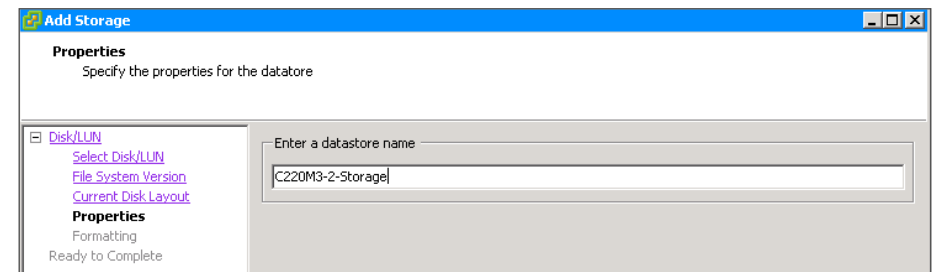 Add Storage
Properties
Specify the properties for the datatore
Disk/LUN
Select Disk/LUN
File System Version
Current Disk Layout
Properties
Formatting
Ready to Complete
Enter a datastore name
C220M3-2-Storage